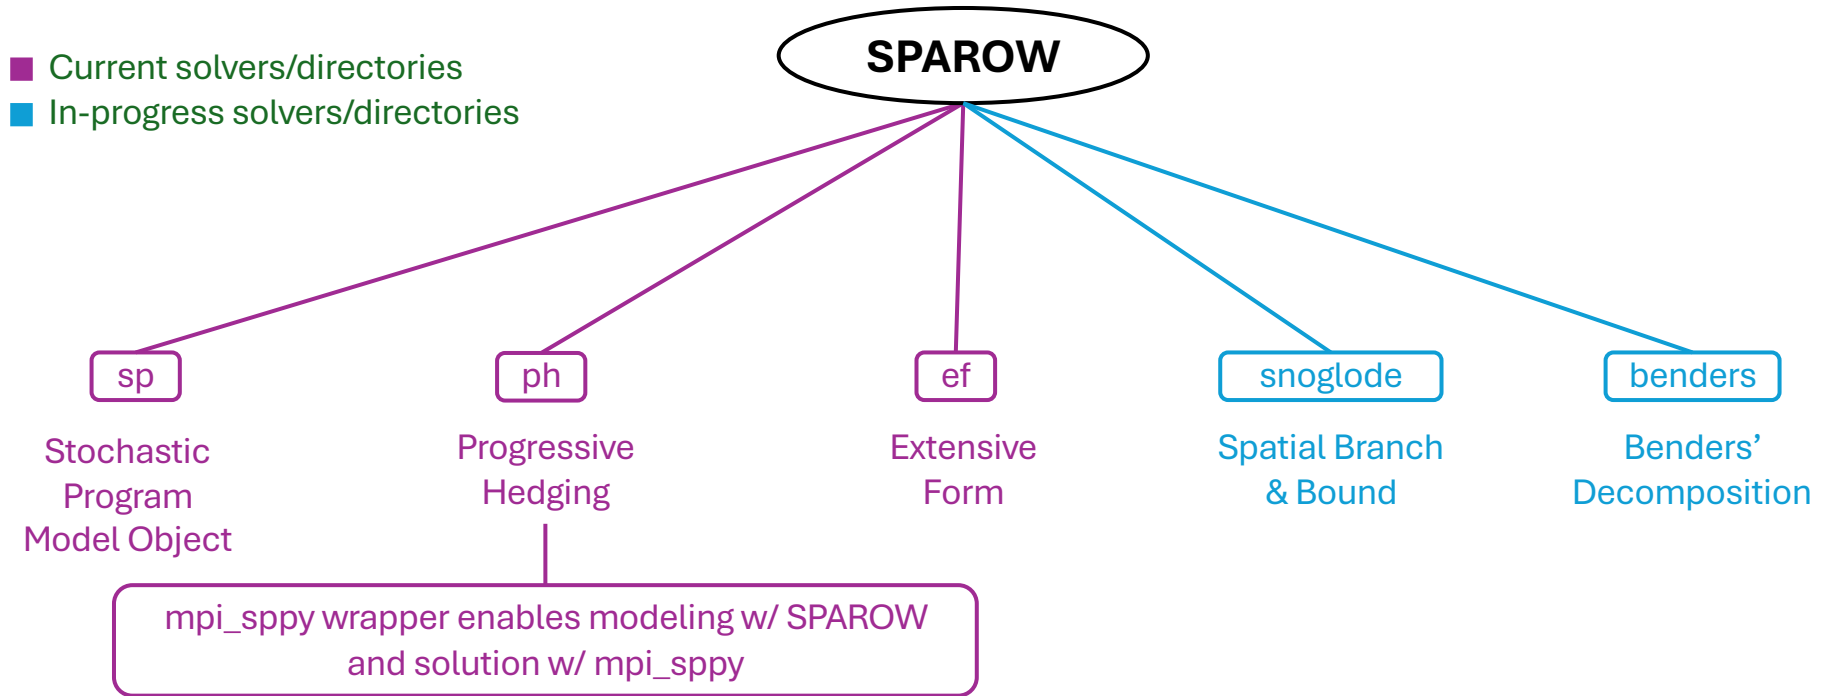 SPAROW
Current solvers/directories
In-progress solvers/directories
sp
Stochastic
Program
Model Object
ph
Progressive
Hedging
mpi_sppy wrapper enables modeling w/ SPAROW
and solution w/ mpi_sppy
ef
Extensive
Form
snoglode
Spatial Branch
& Bound
benders
Benders’
Decomposition